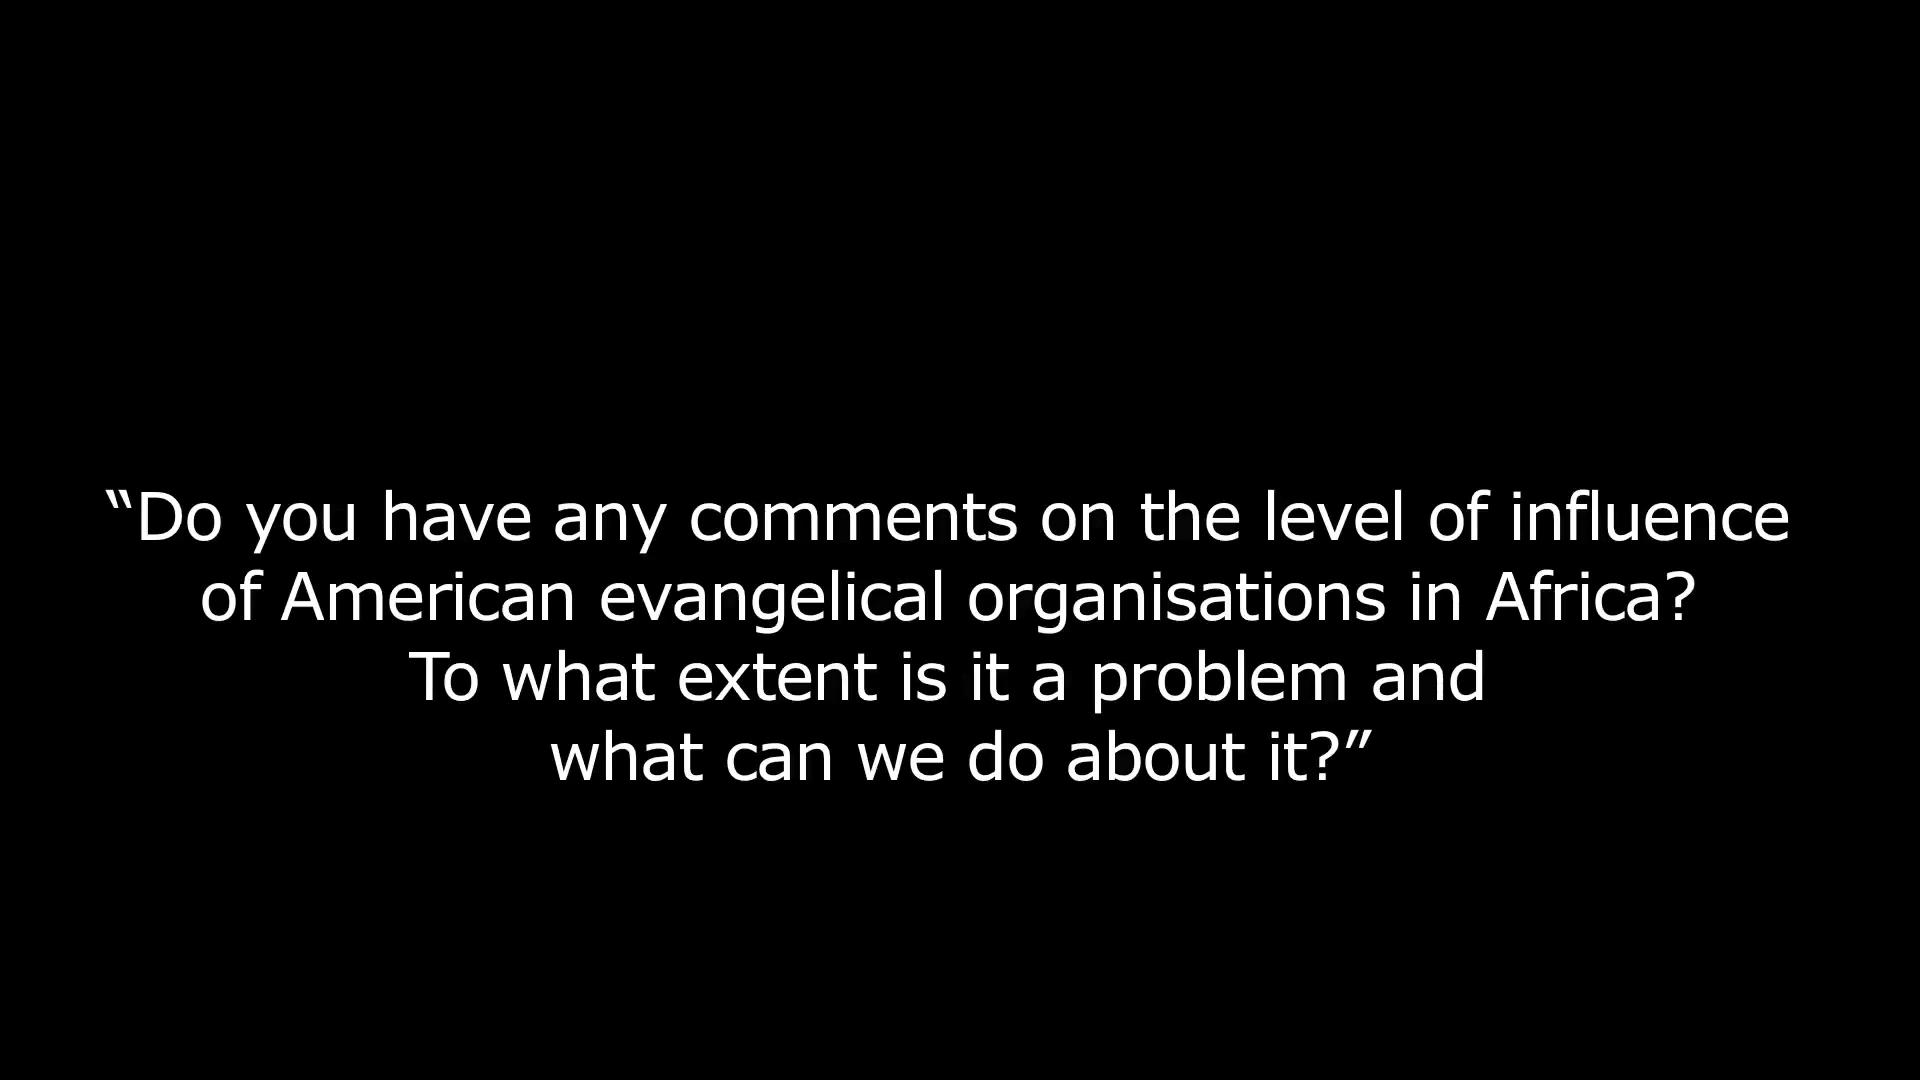 “Do you have any comments on the level of influence
of American evangelical organisations in Africa?
To what extent is it a problem and
what can we do about it?”